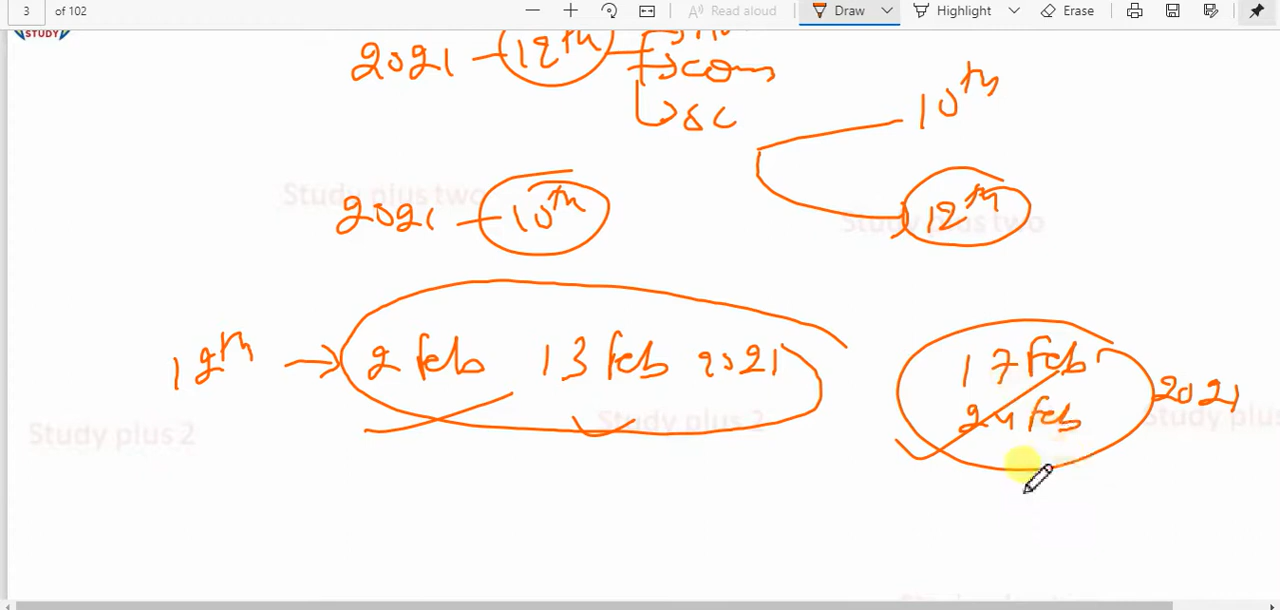 3 of 102 Read aloud Draw Highlight Erase
STUDY
2021 - 12th com
sc
10th
Study plus two
2021 - 10th
12th
Study plus two
12th → 2 feb 13 feb 2021
17 Feb
24 feb
2021
Study plus 2
Study plus 2
Study plus